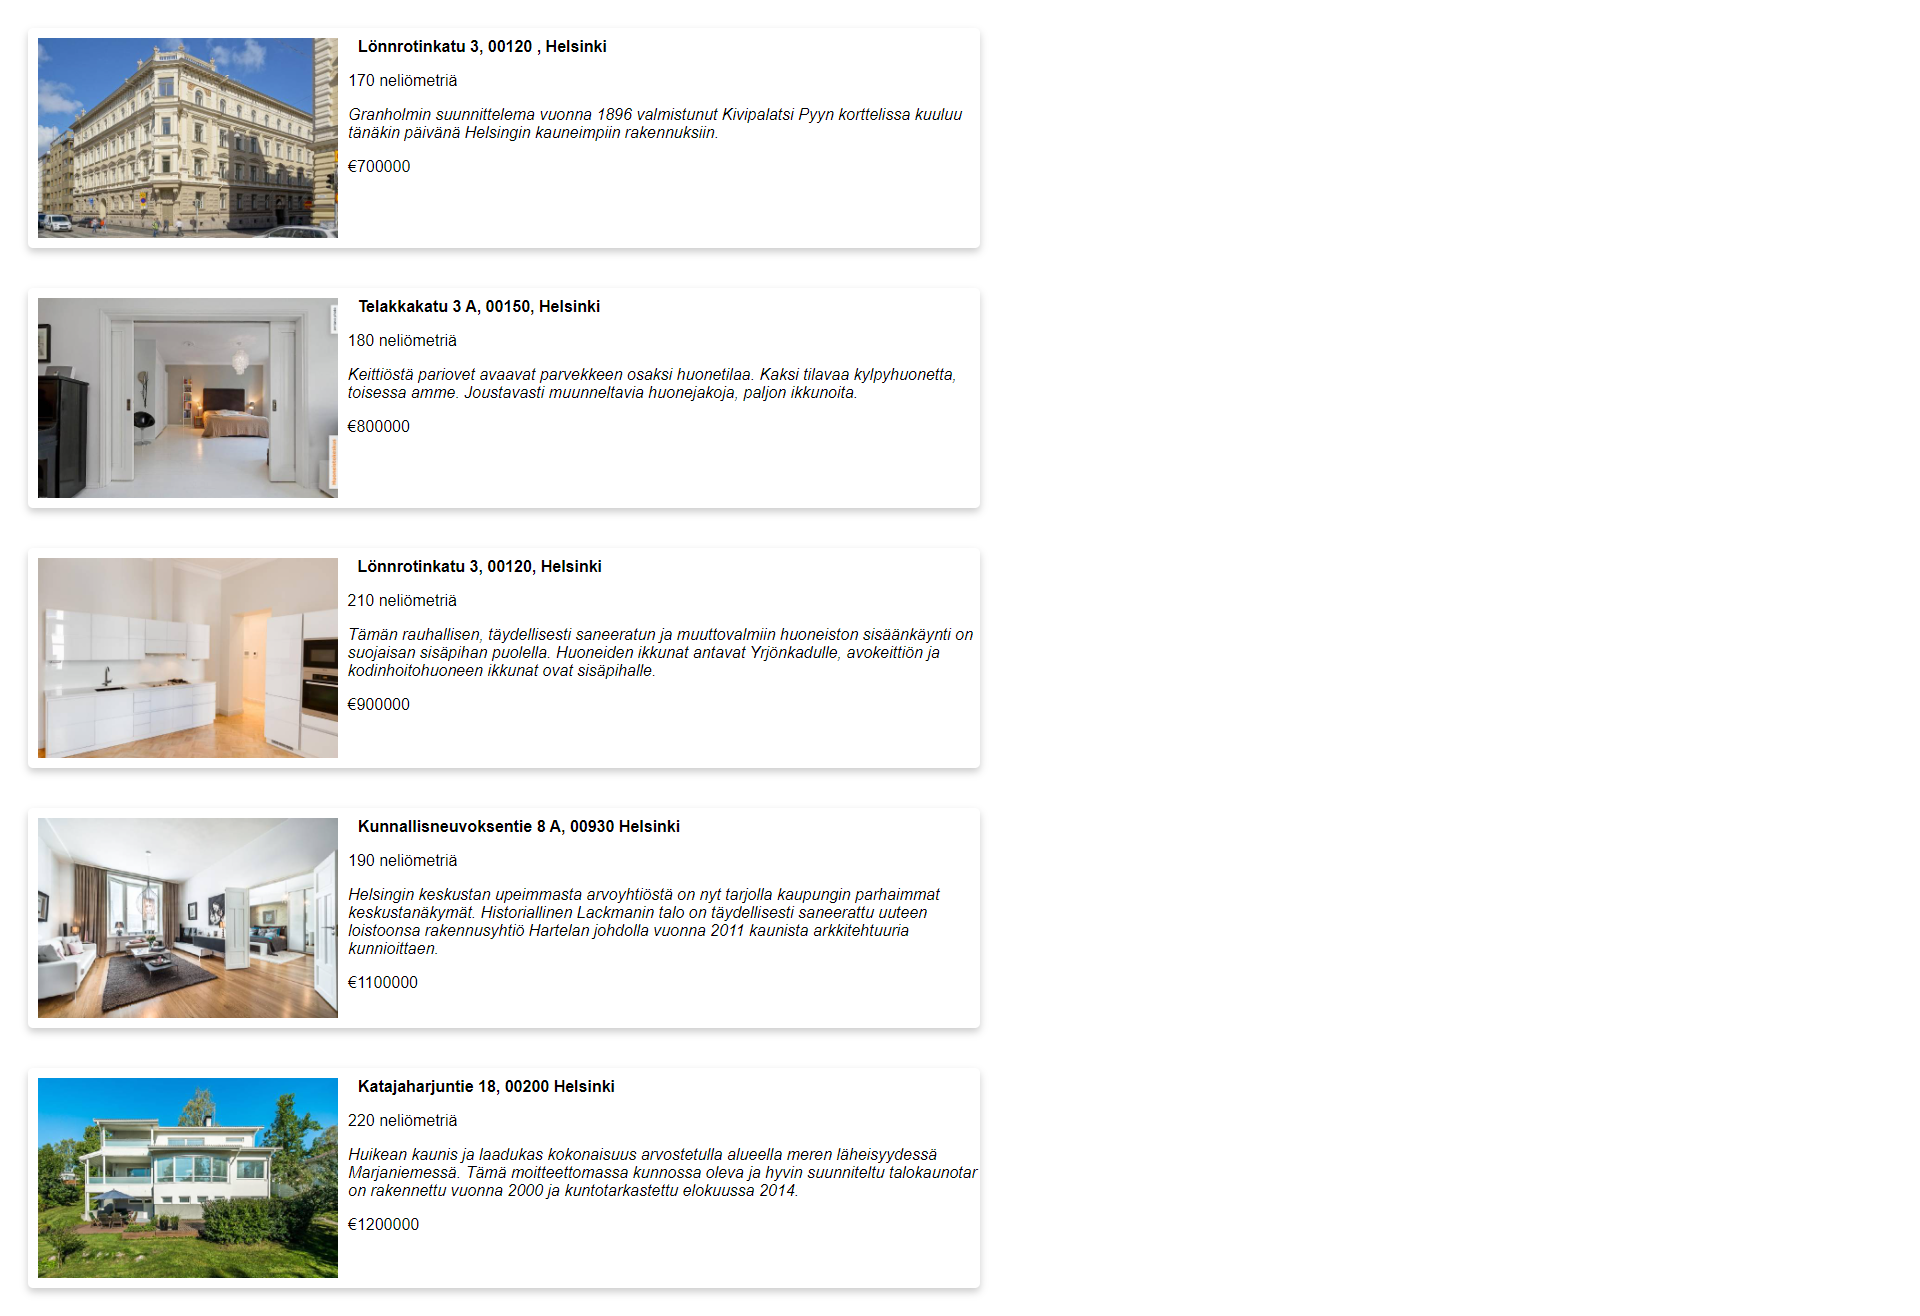 Lönnrotinkatu 3, 00120 , Helsinki
170 neliömetriä
Granholmin suunnittelema vuonna 1896 valmistunut Kivipalatsi Pyyn korttelissa kuuluu
tänäkin päivänä Helsingin kauneimpiin rakennuksiin.
€700000
Telakkakatu 3 A, 00150, Helsinki
180 neliömetriä
Keittiöstä pariovet avaavat parvekkeen osaksi huonetilaa. Kaksi tilavaa kylpyhuonetta,
toisessa amme. Joustavasti muunneltavia huonejakoja, paljon ikkunoita.
€800000
Lönnrotinkatu 3, 00120, Helsinki
210 neliömetriä
Tämän rauhallisen, täydellisesti saneeratun ja muuttovalmiin huoneiston sisäänkäynti on
suojaisan sisäpihan puolella. Huoneiden ikkunat antavat Yrjönkadulle, avokeittiön ja
kodinhoitohuoneen ikkunat ovat sisäpihalle.
€900000
Kunnallisneuvoksentie 8 A, 00930 Helsinki
190 neliömetriä
Helsingin keskustan upeimmasta arvoyhtiöstä on nyt tarjolla kaupungin parhaimmat
keskustanäkymät. Historiallinen Lackmanin talo on täydellisesti saneerattu uuteen
loistoonsa rakennusyhtiö Hartelan johdolla vuonna 2011 kaunista arkkitehtuuria
kunnioittaen.
€1100000
Katajaharjuntie 18, 00200 Helsinki
220 neliömetriä
Huikean kaunis ja laadukas kokonaisuus arvostetulla alueella meren läheisyydessä
Marjaniemessä. Tämä moitteettomassa kunnossa oleva ja hyvin suunniteltu talokaunotar
on rakennettu vuonna 2000 ja kuntotarkastettu elokuussa 2014.
€1200000